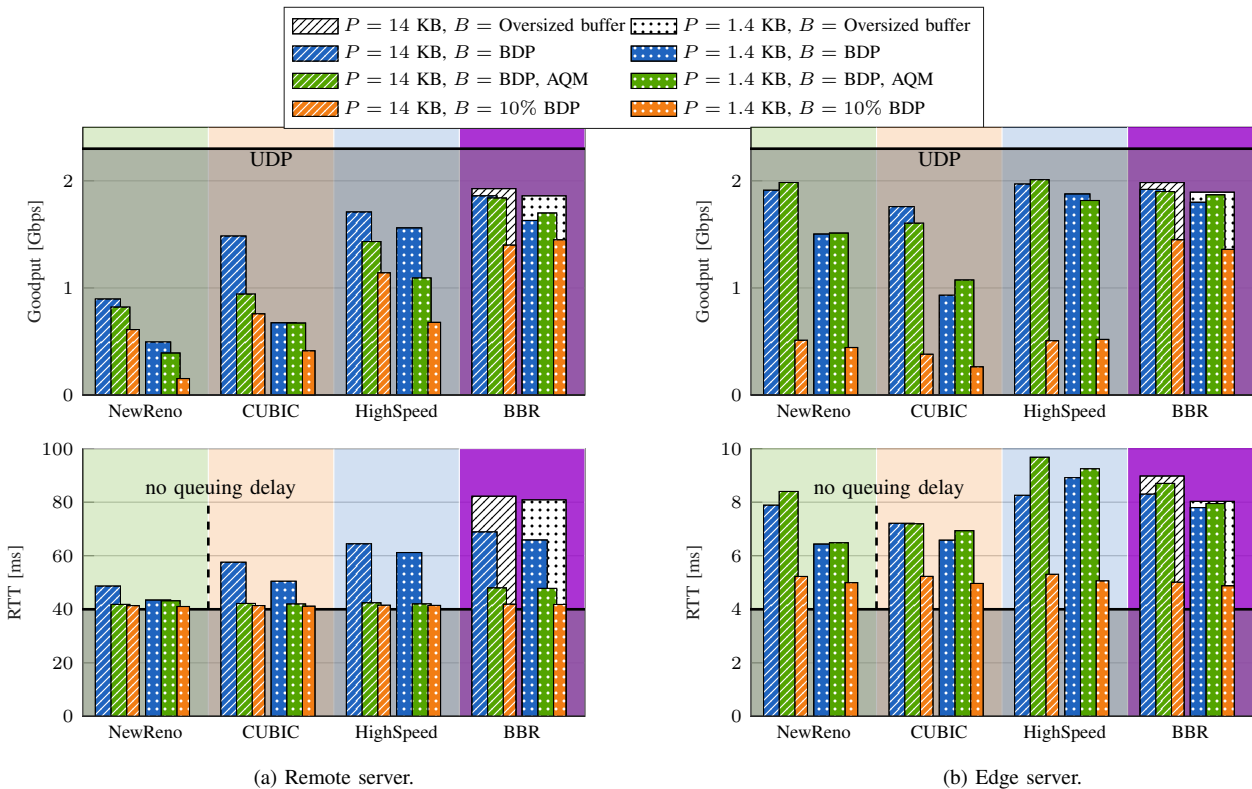 P = 14 KB, B = Oversized buffer P = 1.4 KB, B = Oversized buffer
P = 14 KB, B = BDP P = 1.4 KB, B = BDP
P = 14 KB, B = BDP, AQM P = 1.4 KB, B = BDP, AQM
P = 14 KB, B = 10% BDP P = 1.4 KB, B = 10% BDP
Goodput [Gbps]
2
1
0
UDP
NewReno CUBIC HighSpeed BBR
RTT [ms]
100
80
60
40
20
0
no queuing delay
NewReno CUBIC HighSpeed BBR
(a) Remote server.
Goodput [Gbps]
2
1
0
UDP
NewReno CUBIC HighSpeed BBR
RTT [ms]
10
8
6
4
2
0
no queuing delay
NewReno CUBIC HighSpeed BBR
(b) Edge server.